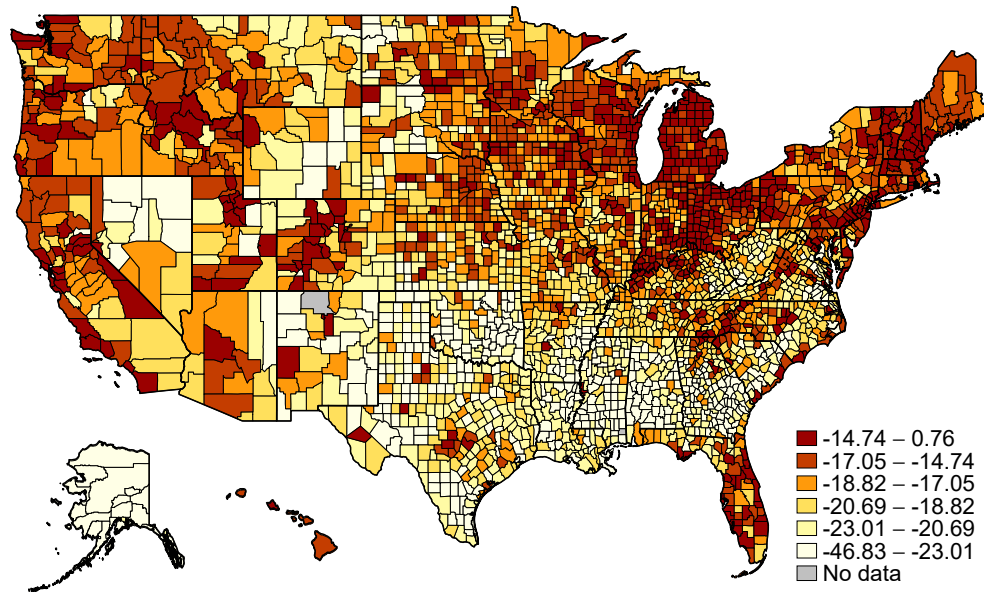 -14.74 – 0.76
-17.05 – -14.74
-18.82 – -17.05
-20.69 – -18.82
-23.01 – -20.69
-46.83 – -23.01
No data